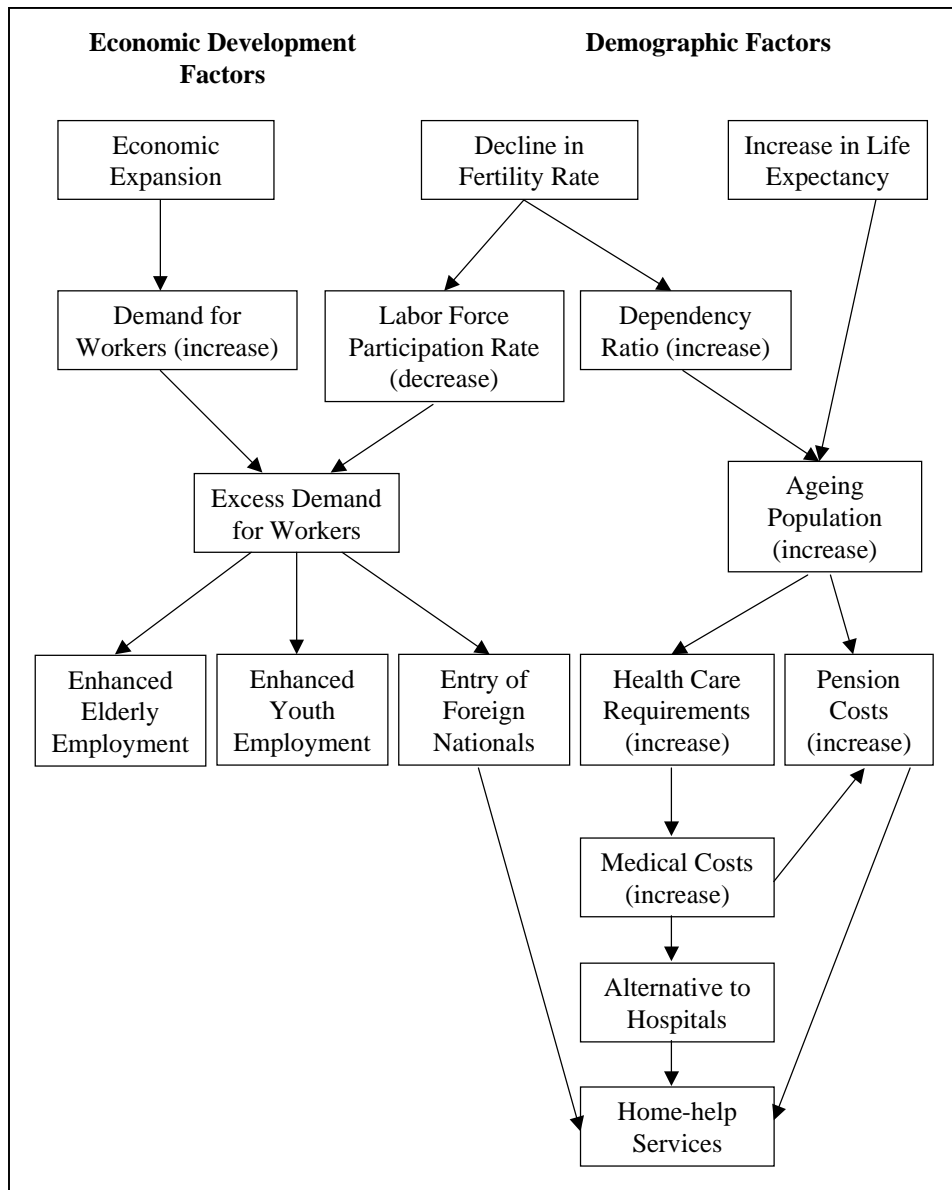 Economic Development
Factors
Demographic Factors
Economic
Expansion
Decline in
Fertility Rate
Increase in Life
Expectancy
Demand for
Workers (increase)
Labor Force
Participation Rate
(decrease)
Dependency
Ratio (increase)
Excess Demand
for Workers
Ageing
Population
(increase)
Enhanced
Elderly
Employment
Enhanced
Youth
Employment
Entry of
Foreign
Nationals
Health Care
Requirements
(increase)
Pension
Costs
(increase)
Medical Costs
(increase)
Alternative to
Hospitals
Home-help
Services